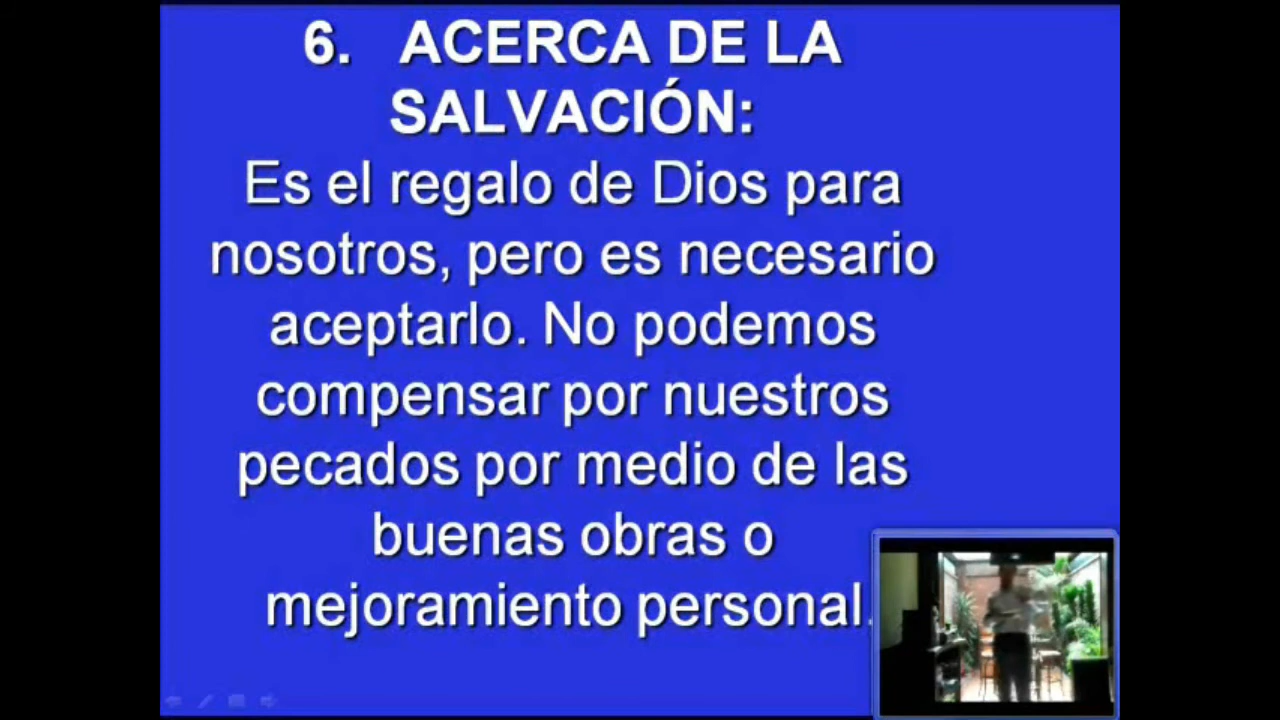 6. ACERCA DE LA
SALVACIÓN:
Es el regalo de Dios para
nosotros, pero es necesario
aceptarlo. No podemos
compensar por nuestros
pecados por medio de las
buenas obras o
mejoramiento personal.